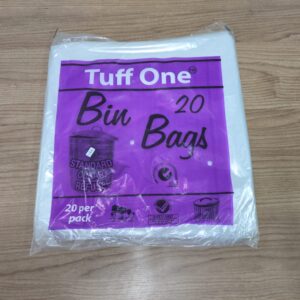 Tuff One
Bin 20
Bags
STANDARD
20 per
pack